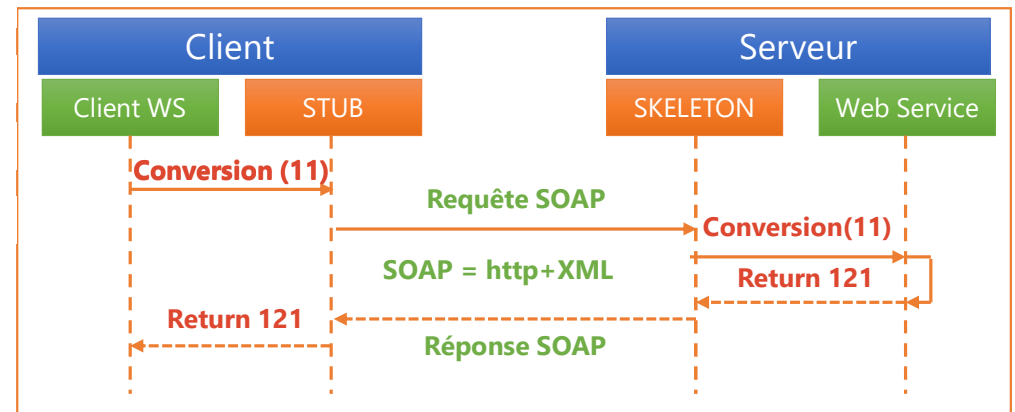 Client
Serveur
Client WS
STUB
SKELETON
Web Service
Conversion (11)
Requête SOAP
Conversion(11)
SOAP = http+XML
Return 121
Return 121
Réponse SOAP